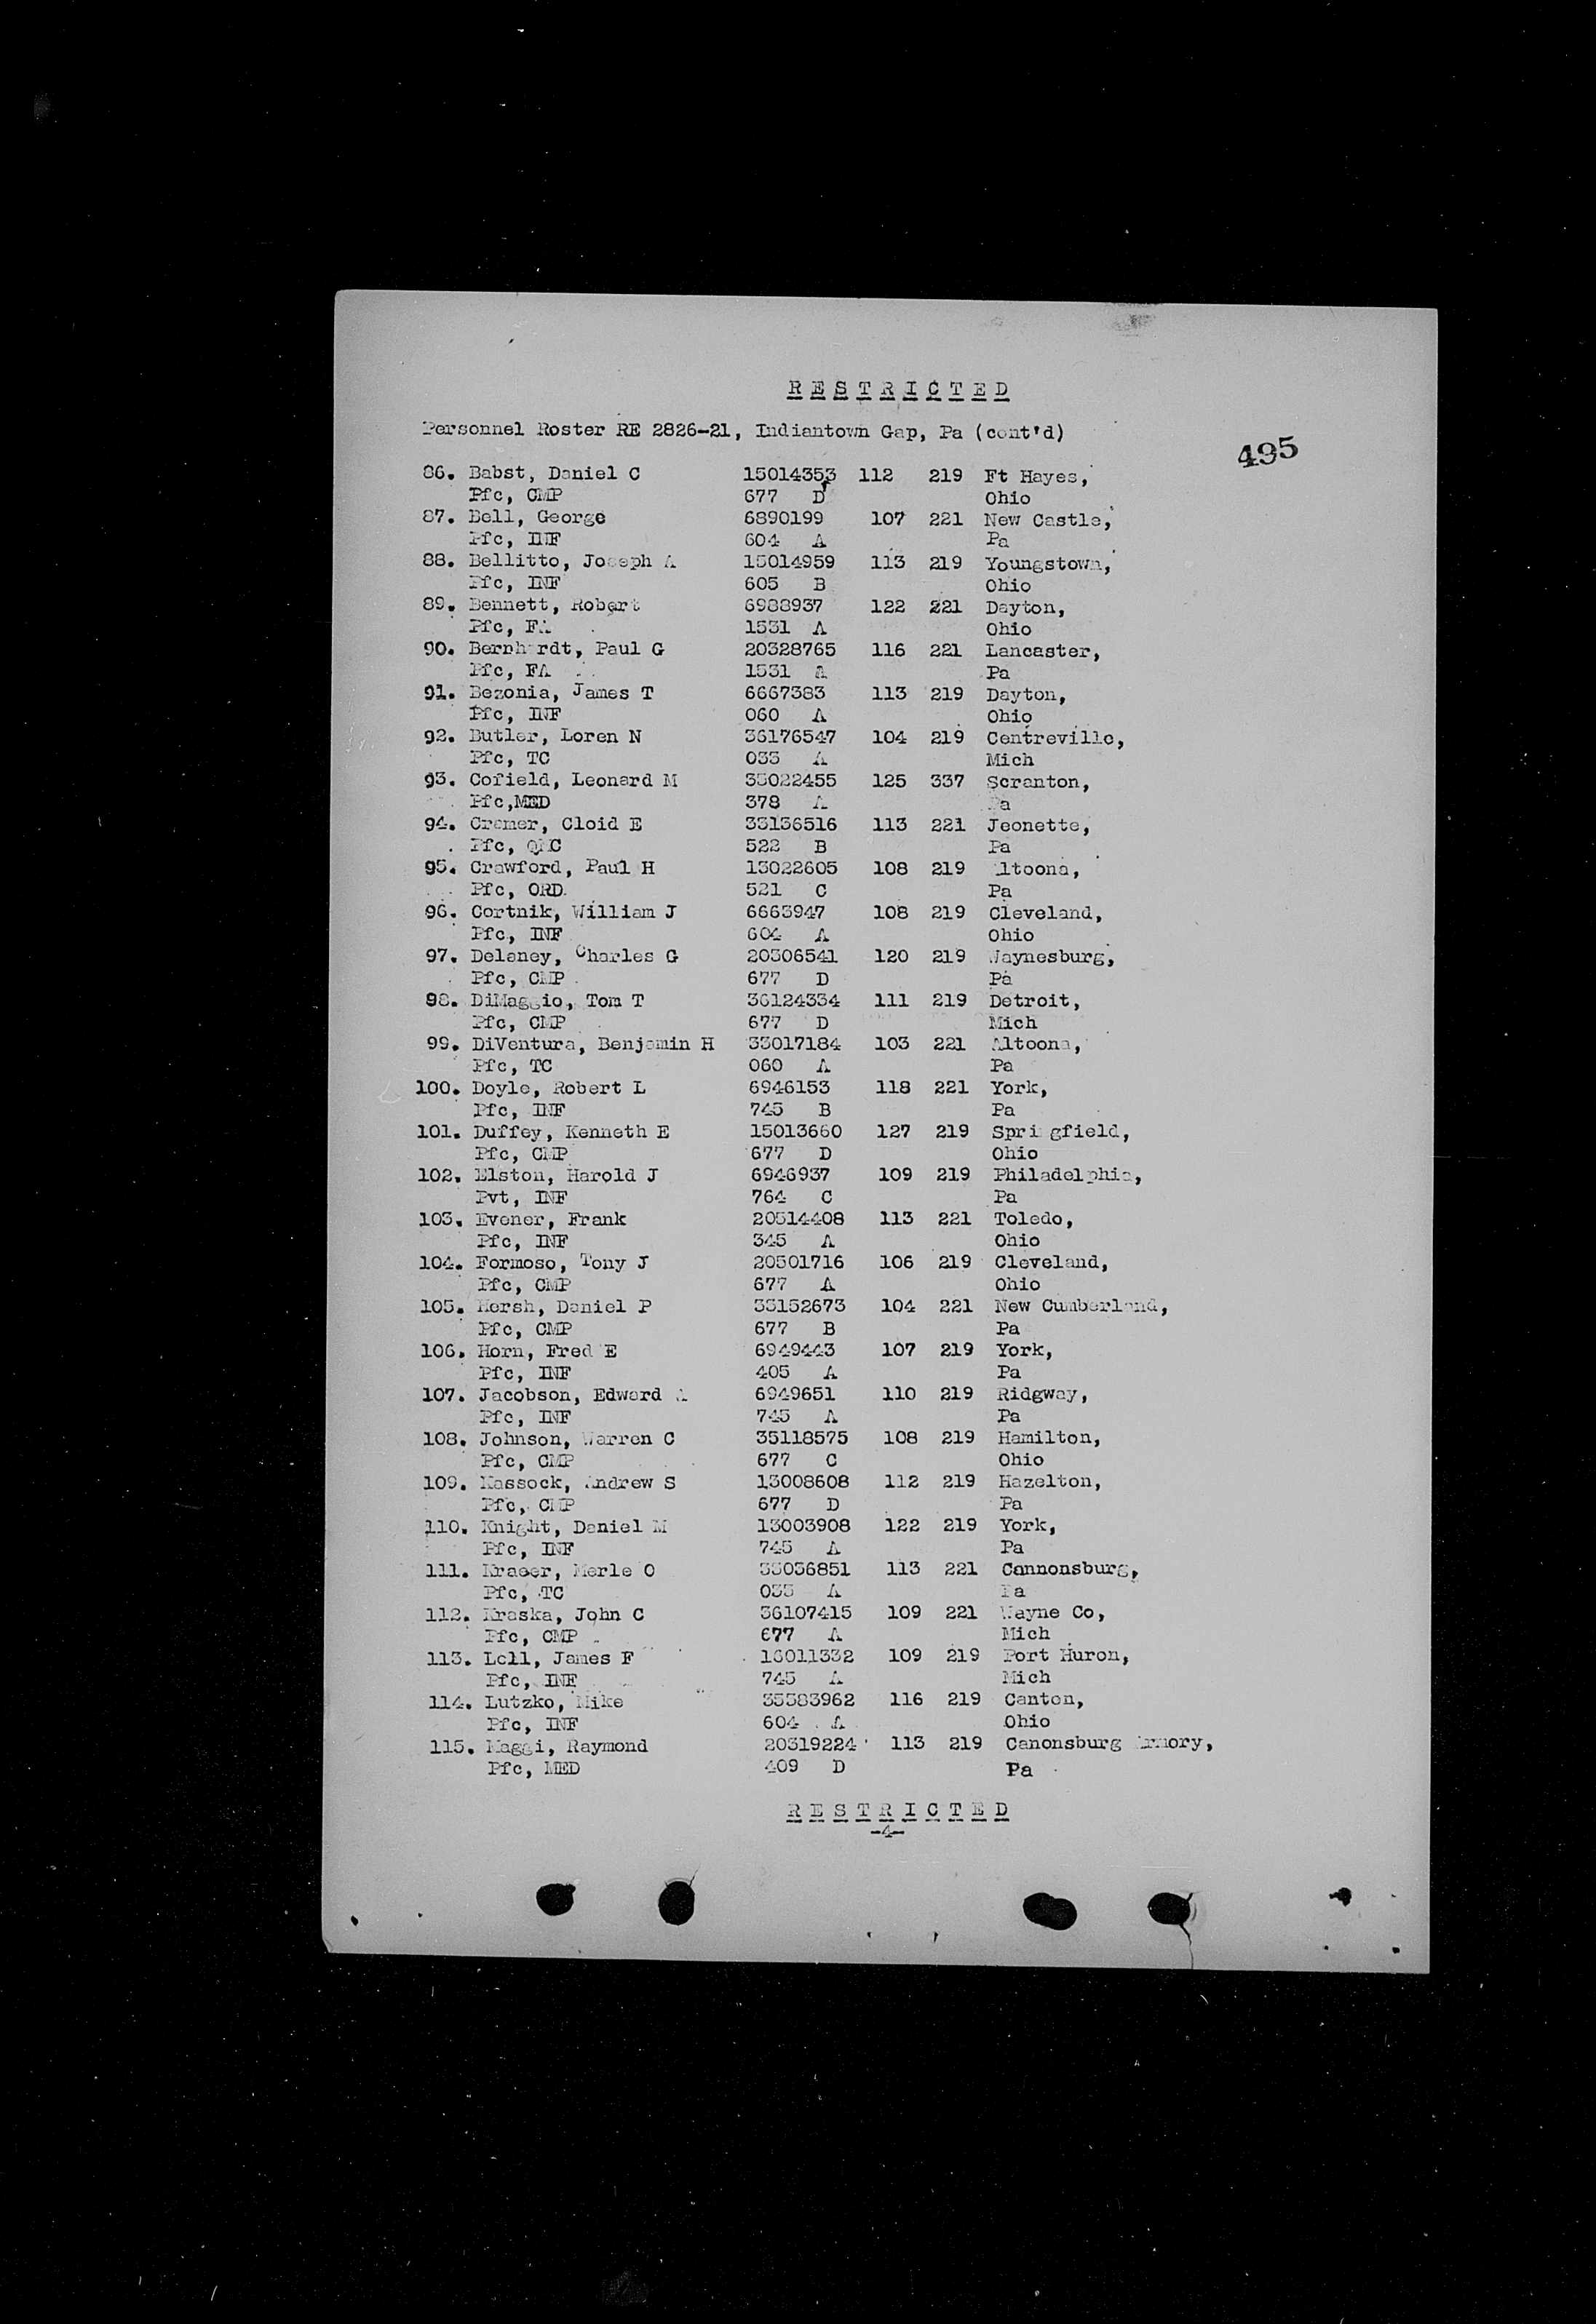 RESTRICTED
Personnel Roster RE 2826-21, Indiantown Gap, Pa (cont'd)
495
86. Babst, Daniel C 15014353 112 219 Ft Hayes,
Pfc, CMP 677 D Ohio
87. Bell, George 6890199 107 221 New Castle,
Pfc, INF 604 A Pa
88. Bellitto, Joseph A 15014959 113 219 Youngstown,
Pfc, INF 605 B Ohio
89. Bennett, Robert 6988937 122 221 Dayton,
Pfc, FA 1531 A Ohio
90. Bernhardt, Paul G 20328765 116 221 Lancaster,
Pfc, FA 1531 A Pa
91. Bezonia, James T 6667383 113 219 Dayton,
Pfc, INF 060 A Ohio
92. Butler, Loren N 36176547 104 219 Centreville,
Pfc, TC 033 A Mich
93. Cofield, Leonard M 33022455 125 337 Scranton,
Pfc,MED 378 A Pa
94. Cramer, Cloid E 33136516 113 221 Jeonette,
Pfc, QMC 522 B Pa
95. Crawford, Paul H 13022605 108 219 Altoona,
Pfc, ORD 521 C Pa
96. Cortnik, William J 6663947 108 219 Cleveland,
Pfc, INF 604 A Ohio
97. Delaney, Charles G 20306541 120 219 Waynesburg,
Pfc, CMP 677 D Pa
98. DiMaggio, Tom T 36124334 111 219 Detroit,
Pfc, CMP 677 D Mich
99. DiVentura, Benjamin H 33017184 103 221 Altoona,
Pfc, TC 060 A Pa
100. Doyle, Robert L 6946153 118 221 York,
Pfc, INF 745 B Pa
101. Duffey, Kenneth E 15013660 127 219 Springfield,
Pfc, CMP 677 D Ohio
102. Elston, Harold J 6946937 109 219 Philadelphia,
Pvt, INF 764 C Pa
103. Evener, Frank 20514408 113 221 Toledo,
Pfc, INF 345 A Ohio
104. Formoso, Tony J 20501716 106 219 Cleveland,
Pfc, CMP 677 A Ohio
105. Hersh, Daniel P 33152673 104 221 New Cumberland,
Pfc, CMP 677 B Pa
106. Horn, Fred E 6949443 107 219 York,
Pfc, INF 405 A Pa
107. Jacobson, Edward A 6949651 110 219 Ridgway,
Pfc, INF 745 A Pa
108. Johnson, Warren C 35118575 108 219 Hamilton,
Pfc, CMP 677 C Ohio
109. Kassock, Andrew S 13008608 112 219 Hazelton,
Pfc, CMP 677 D Pa
110. Knight, Daniel M 13003908 122 219 York,
Pfc, INF 745 A Pa
111. Kraeer, Merle O 33036851 113 221 Cannonsburg,
Pfc, TC 035 A Pa
112. Kraska, John C 36107415 109 221 Wayne Co,
Pfc, CMP 677 A Mich
113. Lell, James F 16011332 109 219 Port Huron,
Pfc, INF 745 A Mich
114. Lutzko, Mike 35583962 116 219 Canton,
Pfc, INF 604 A Ohio
115. Maggi, Raymond 20319224 113 219 Canonsburg Armory,
Pfc, MED 409 D Pa
RESTRICTED
-4-